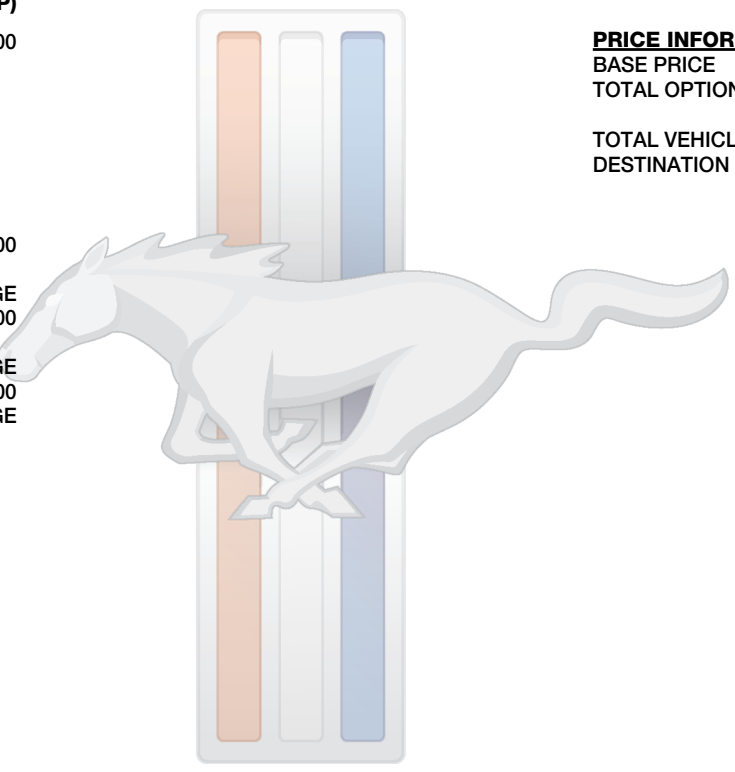 P)
00
00
GE
00
GE
00
GE
PRICE INFOR
BASE PRICE
TOTAL OPTION
TOTAL VEHICL
DESTINATION